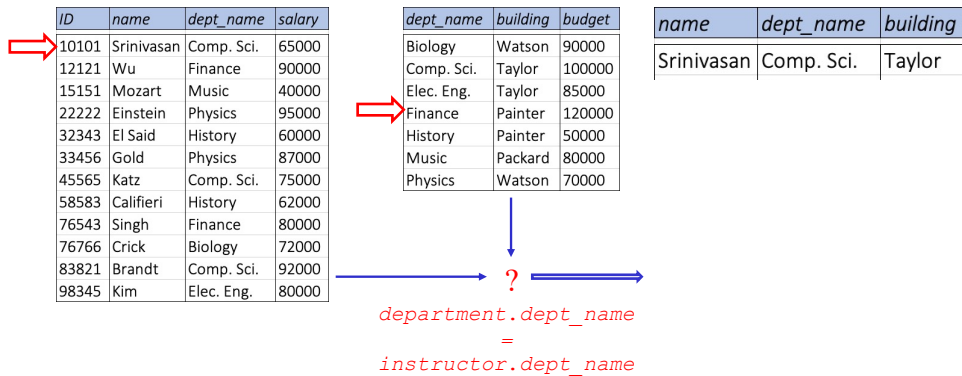 ID name dept_name salary
10101 Srinivasan Comp. Sci. 65000
12121 Wu Finance 90000
15151 Mozart Music 40000
22222 Einstein Physics 95000
32343 El Said History 60000
33456 Gold Physics 87000
45565 Katz Comp. Sci. 75000
58583 Califieri History 62000
76543 Singh Finance 80000
76766 Crick Biology 72000
83821 Brandt Comp. Sci. 92000
98345 Kim Elec. Eng. 80000
dept_name building budget
Biology Watson 90000
Comp. Sci. Taylor 100000
Elec. Eng. Taylor 85000
Finance Painter 120000
History Painter 50000
Music Packard 80000
Physics Watson 70000
name dept_name building
Srinivasan Comp. Sci. Taylor
?
department.dept_name
=
instructor.dept_name